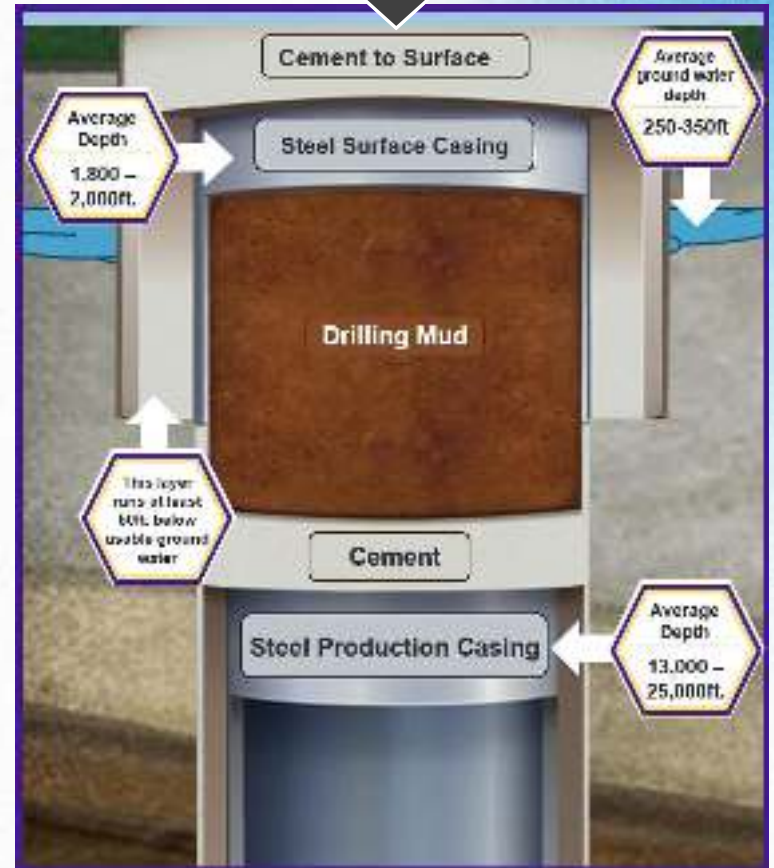 Cement to Surface
Average
ground water
depth
250-350ft
Average
Depth
1,800 –
2,000ft.
Steel Surface Casing
Drilling Mud
This layer
runs at least
50ft. below
usable ground
water
Cement
Average
Depth
13,000 –
25,000ft.
Steel Production Casing